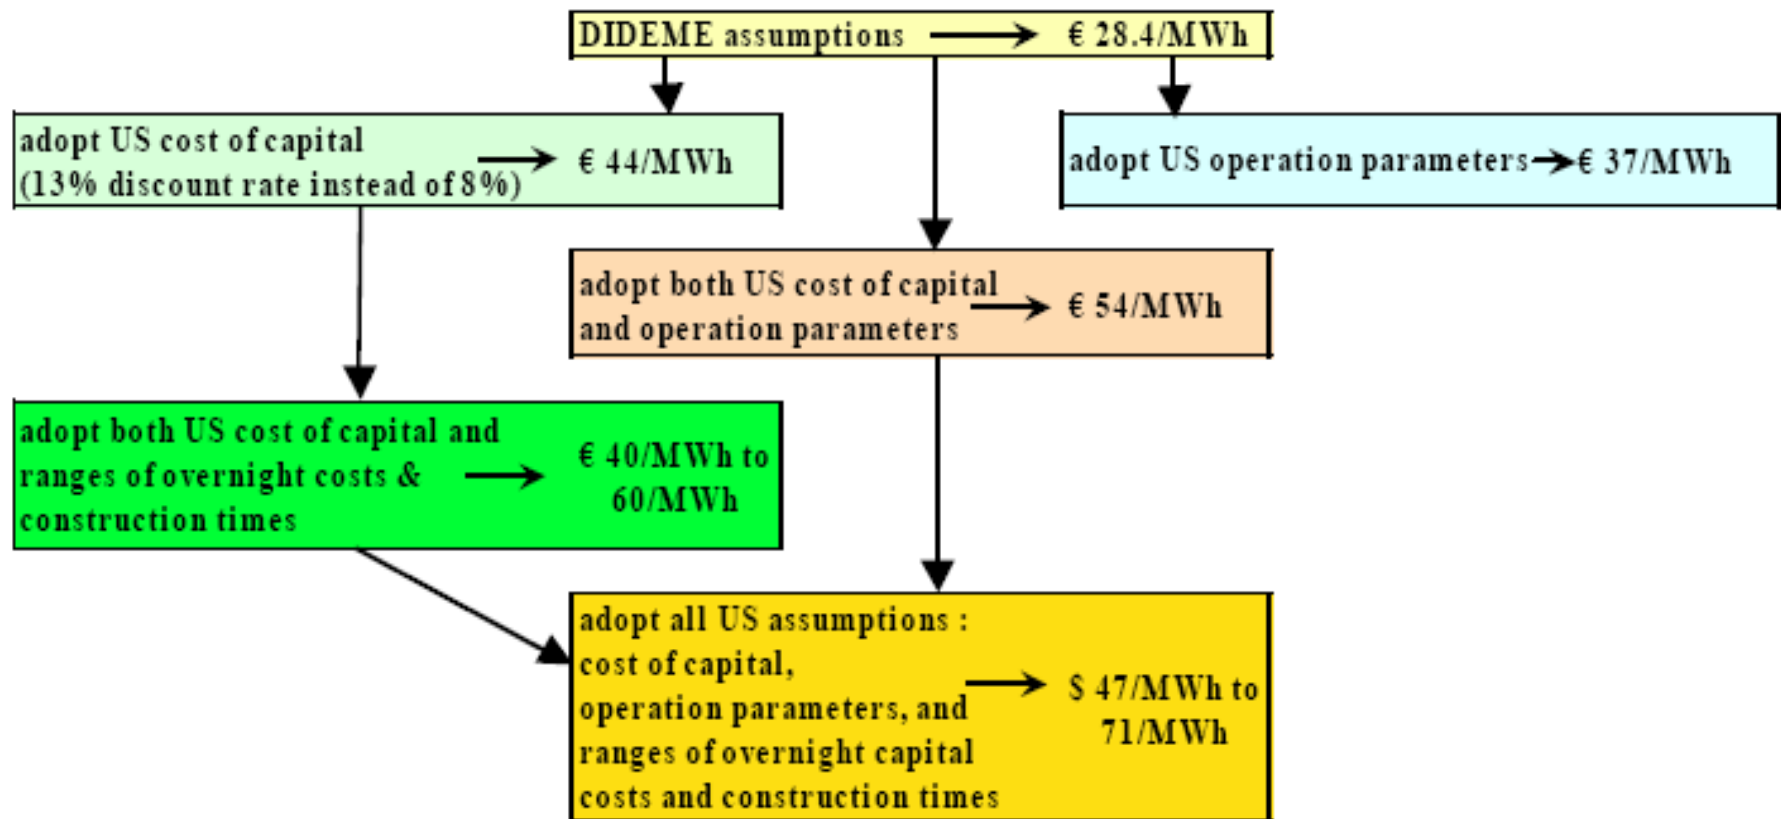 DIDEME assumptions → € 28.4/MWh
adopt US cost of capital
(13% discount rate instead of 8%) → € 44/MWh
adopt US operation parameters → € 37/MWh
adopt both US cost of capital
and operation parameters → € 54/MWh
adopt both US cost of capital and
ranges of overnight costs &
construction times → € 40/MWh to
60/MWh
adopt all US assumptions :
cost of capital,
operation parameters, and
ranges of overnight capital
costs and construction times → $ 47/MWh to
71/MWh